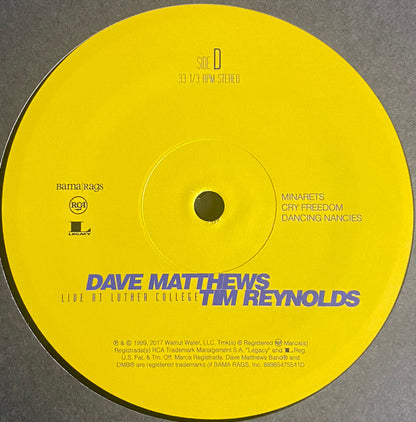 SIDE D
33 1/3 RPM STEREO
BAMA RAGS
RCA
L
LEGACY
MINARETS
CRY FREEDOM
DANCING NANCIES
DAVE MATTHEWS
LIVE AT LUTHER COLLEGE TIM REYNOLDS
℗ & © 1999, 2017 Walnut Water, LLC. Tmk(s) ® Registered RCA Marca(s)
Registrada(s) RCA Trademark Management S.A. "Legacy" and L Reg.
U.S. Pat. & Tm. Off. Marca Registrada. Dave Matthews Band® and
DMB® are registered trademarks of BAMA RAGS, Inc. 88985475541D